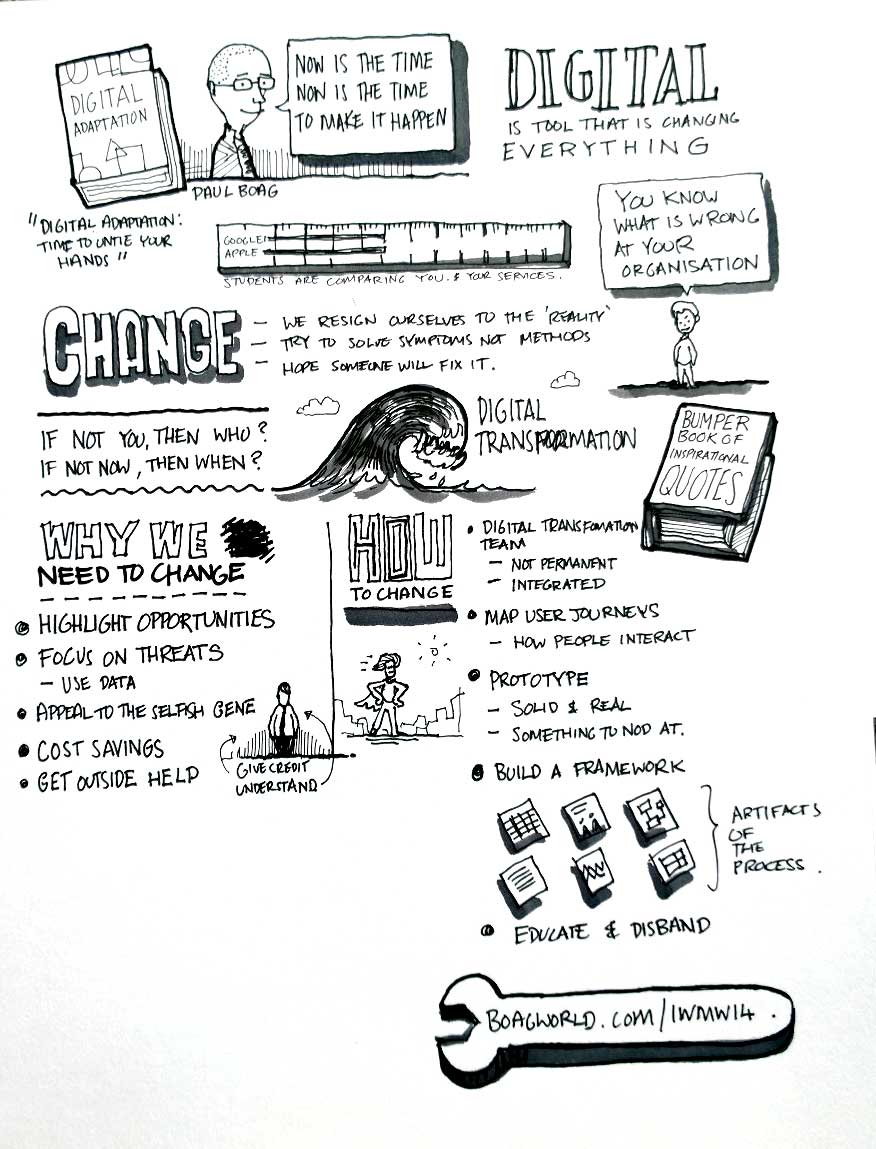 DIGITAL
ADAPTATION
NOW IS THE TIME
NON IS THE TIME
TO MAKE IT HAPPEN
PAUL BOAG
DIGITAL
IS TOOL THAT IS CHANGING
EVERYTHING
"DIGITAL ADAPTATION:
TIME TO UNTIE YOUR
HANDS"
GOOGLE
APPLE
STUDENTS ARE COMPARING YOU & YOUR SERVICES.
YOU KNOW
WHAT IS WRONG
AT YOUR
ORGANISATION
CHANGE
– WE RESIGN OURSELVES TO THE 'REALITY'
– TRY TO SOLVE SYMPTOMS NOT METHODS
– HOPE SOMEONE WILL FIX IT.
IF NOT YOU, THEN WHO?
IF NOT NOW, THEN WHEN?
DIGITAL
TRANSFORMATION
BUMPER
BOOK OF
INSPIRATIONAL
QUOTES
WHY WE
NEED TO CHANGE
• HIGHLIGHT OPPORTUNITIES
• FOCUS ON THREATS
– USE DATA
• APPEAL TO THE SELFISH GENE
• COST SAVINGS
• GET OUTSIDE HELP
GIVE CREDIT
UNDERSTAND
HOW
TO CHANGE
• DIGITAL TRANSFOMATION
TEAM
– NOT PERMANENT
– INTEGRATED
• MAP USER JOURNEYS
– HOW PEOPLE INTERACT
• PROTOTYPE
– SOLID & REAL
– SOMETHING TO NOD AT.
• BUILD A FRAMEWORK
ARTIFACTS
OF
THE
PROCESS.
• EDUCATE & DISBAND
BOAGWORLD.COM/IWMW14.